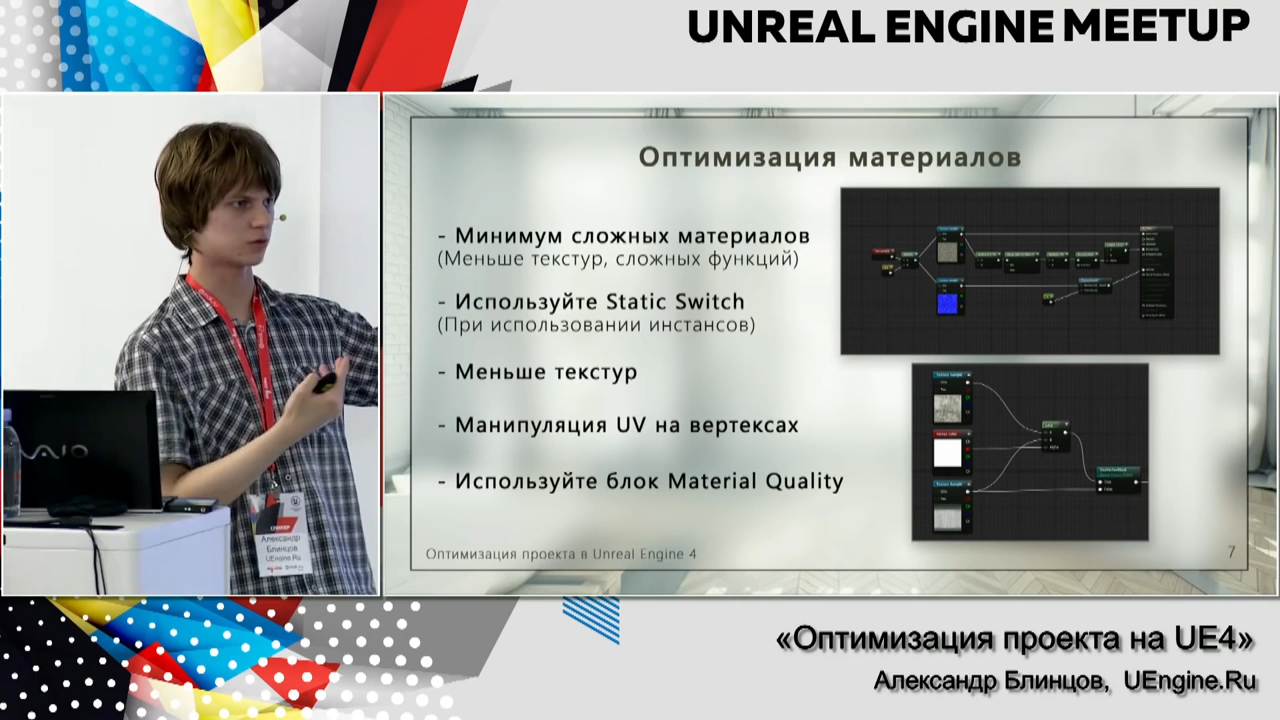 UNREAL ENGINE MEETUP
Оптимизация материалов
- Минимум сложных материалов
(Меньше текстур, сложных функций)
- Используйте Static Switch
(При использовании инстансов)
- Меньше текстур
- Манипуляция UV на вертексах
- Используйте блок Material Quality
Оптимизация проекта в Unreal Engine 4
7
VAIO
СПИКЕР
Александр
Блинцов
UEngine.Ru
«Оптимизация проекта на UE4»
Александр Блинцов, UEngine.Ru